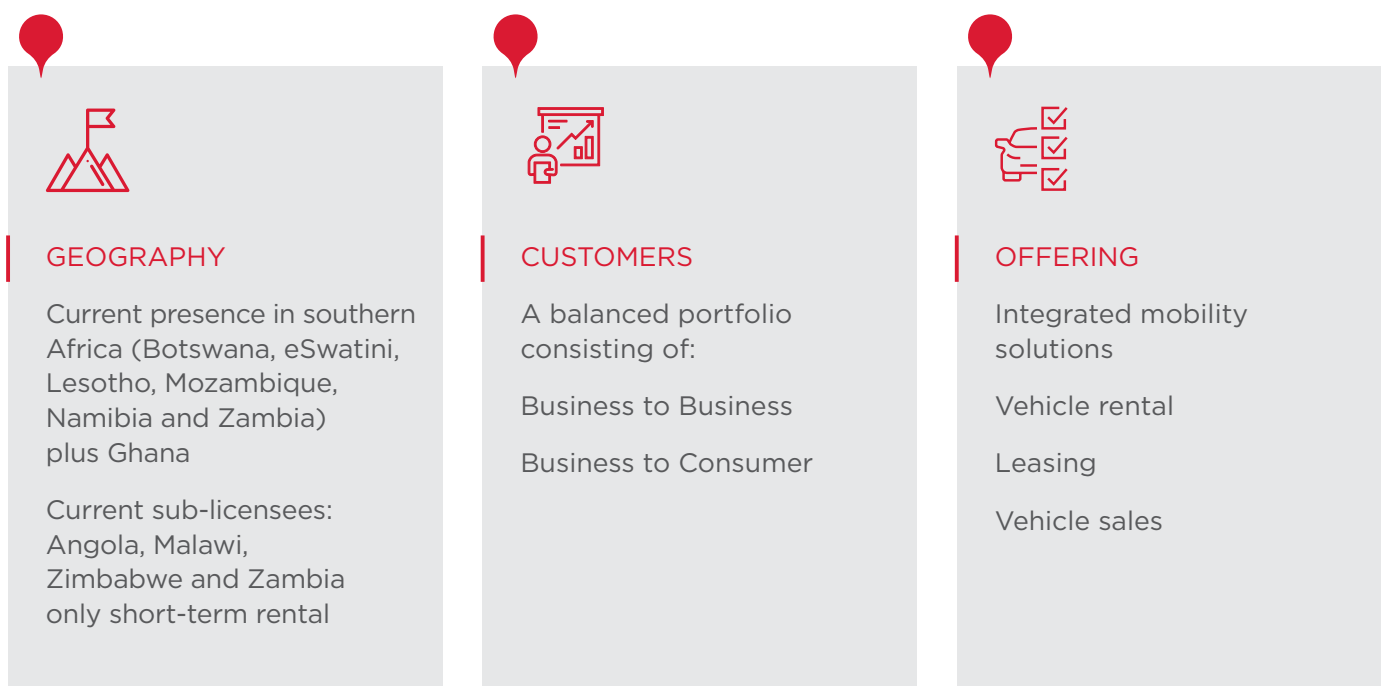 GEOGRAPHY
Current presence in southern
Africa (Botswana, eSwatini,
Lesotho, Mozambique,
Namibia and Zambia)
plus Ghana
Current sub-licensees:
Angola, Malawi,
Zimbabwe and Zambia
only short-term rental
CUSTOMERS
A balanced portfolio
consisting of:
Business to Business
Business to Consumer
OFFERING
Integrated mobility
solutions
Vehicle rental
Leasing
Vehicle sales